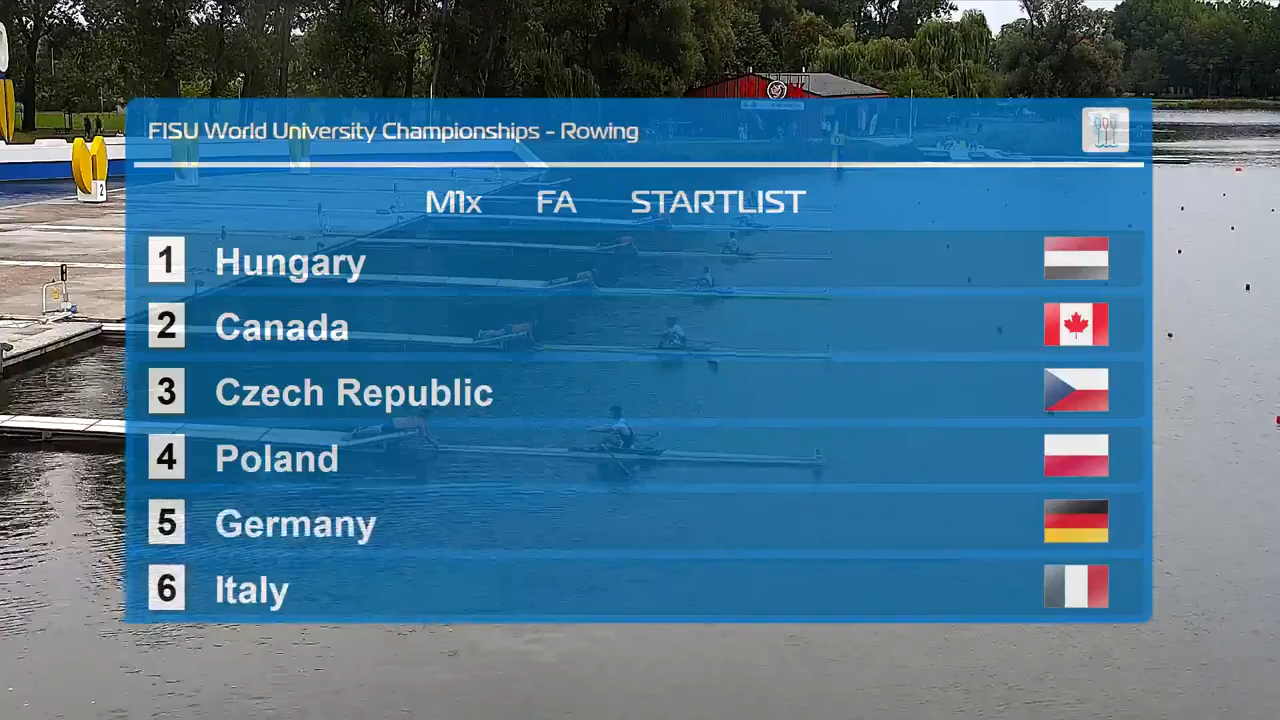 FISU World University Championships - Rowing
M1x FA STARTLIST
1 Hungary
2 Canada
3 Czech Republic
4 Poland
5 Germany
6 Italy
2